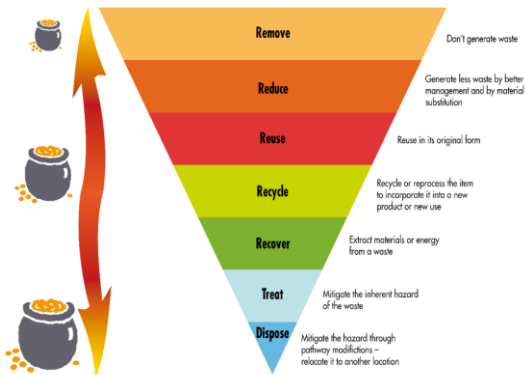 Remove
Don't generate waste
Reduce
Generate less waste by better
management and by material
substitution
Reuse
Reuse in its original form
Recycle
Recycle or reprocess the item
to incorporate it into a new
product or new use
Recover
Extract materials or energy
from a waste
Treat
Mitigate the inherent hazard
of the waste
Dispose
Mitigate the hazard through
pathway modifictions –
relocate it to another location